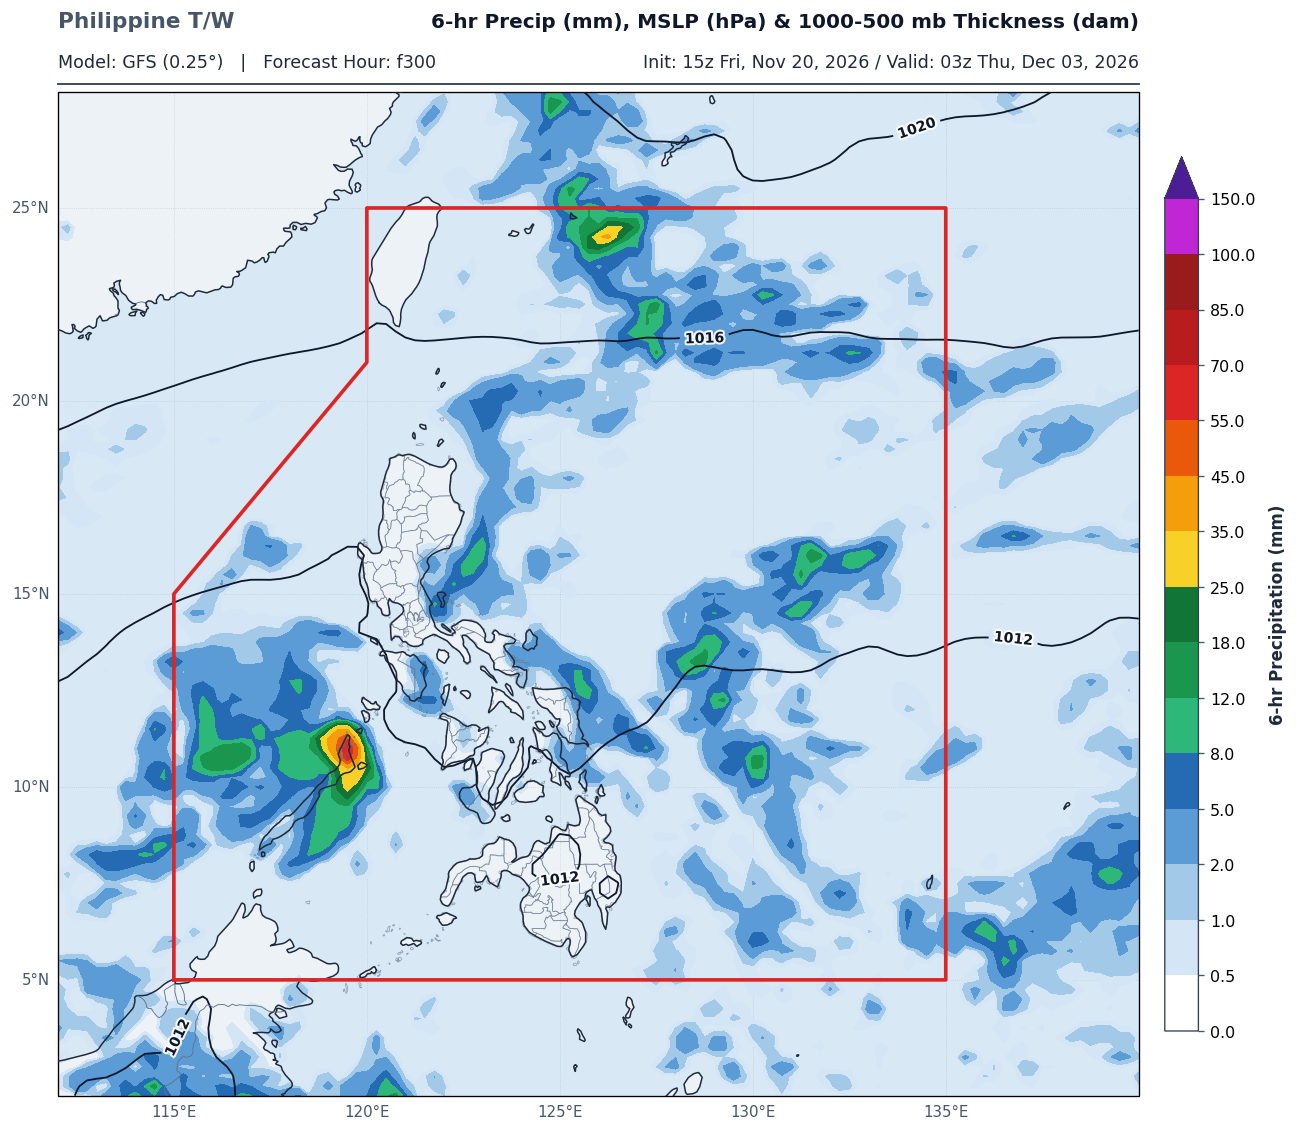 Philippine T/W
6-hr Precip (mm), MSLP (hPa) & 1000-500 mb Thickness (dam)
Model: GFS (0.25°) | Forecast Hour: f300
Init: 15z Fri, Nov 20, 2026 / Valid: 03z Thu, Dec 03, 2026
1020
25°N
1016
20°N
15°N
1012
10°N
1012
5°N
1012
115°E
120°E
125°E
130°E
135°E
150.0
100.0
85.0
70.0
55.0
45.0
35.0
25.0
18.0
12.0
8.0
5.0
2.0
1.0
0.5
0.0
6-hr Precipitation (mm)